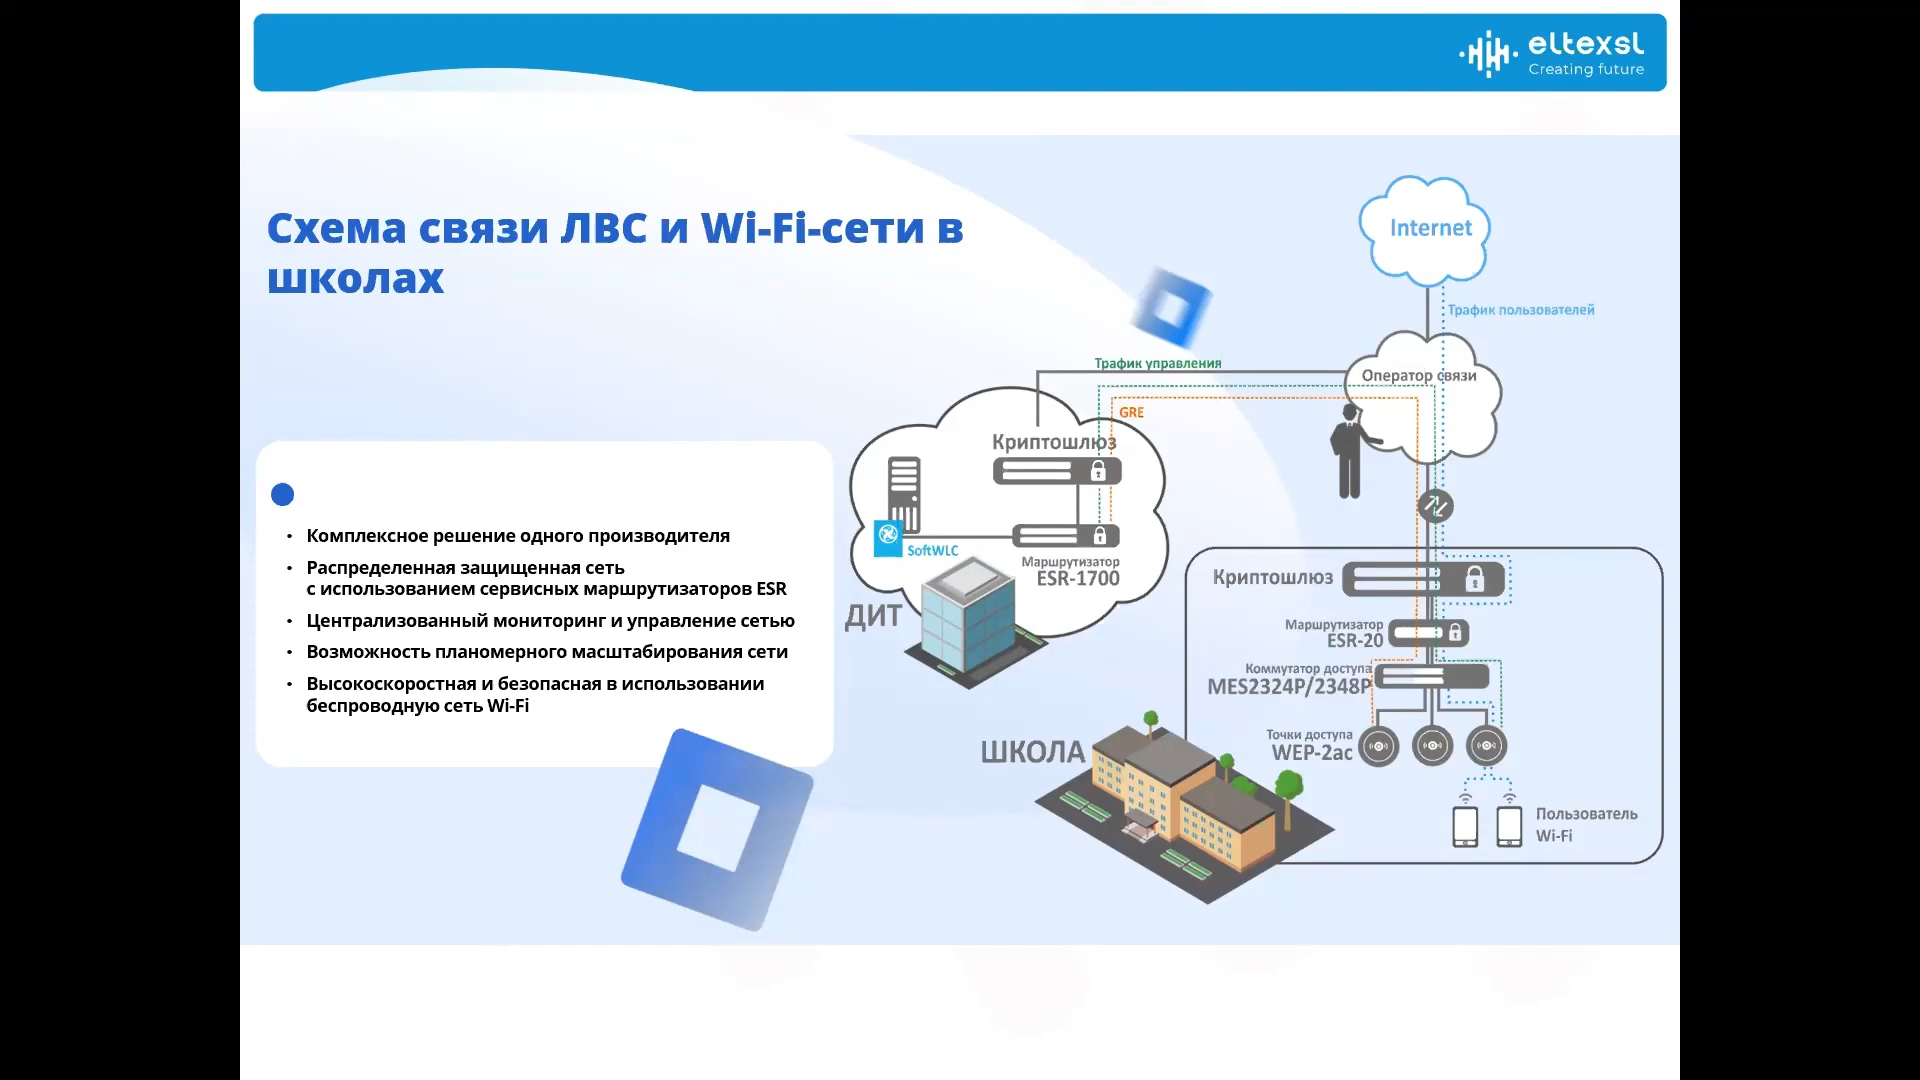 eltexsl
Creating future
Схема связи ЛВС и Wi-Fi-сети в
школах
• Комплексное решение одного производителя
• Распределенная защищенная сеть
с использованием сервисных маршрутизаторов ESR
• Централизованный мониторинг и управление сетью
• Возможность планомерного масштабирования сети
• Высокоскоростная и безопасная в использовании
беспроводную сеть Wi-Fi
Internet
Трафик пользователей
Трафик управления
Оператор связи
GRE
Криптошлюз
SoftWLC
Маршрутизатор
ESR-1700
ДИТ
Криптошлюз
Маршрутизатор
ESR-20
Коммутатор доступа
MES2324P/2348P
Точки доступа
WEP-2ac
ШКОЛА
Пользователь
Wi-Fi